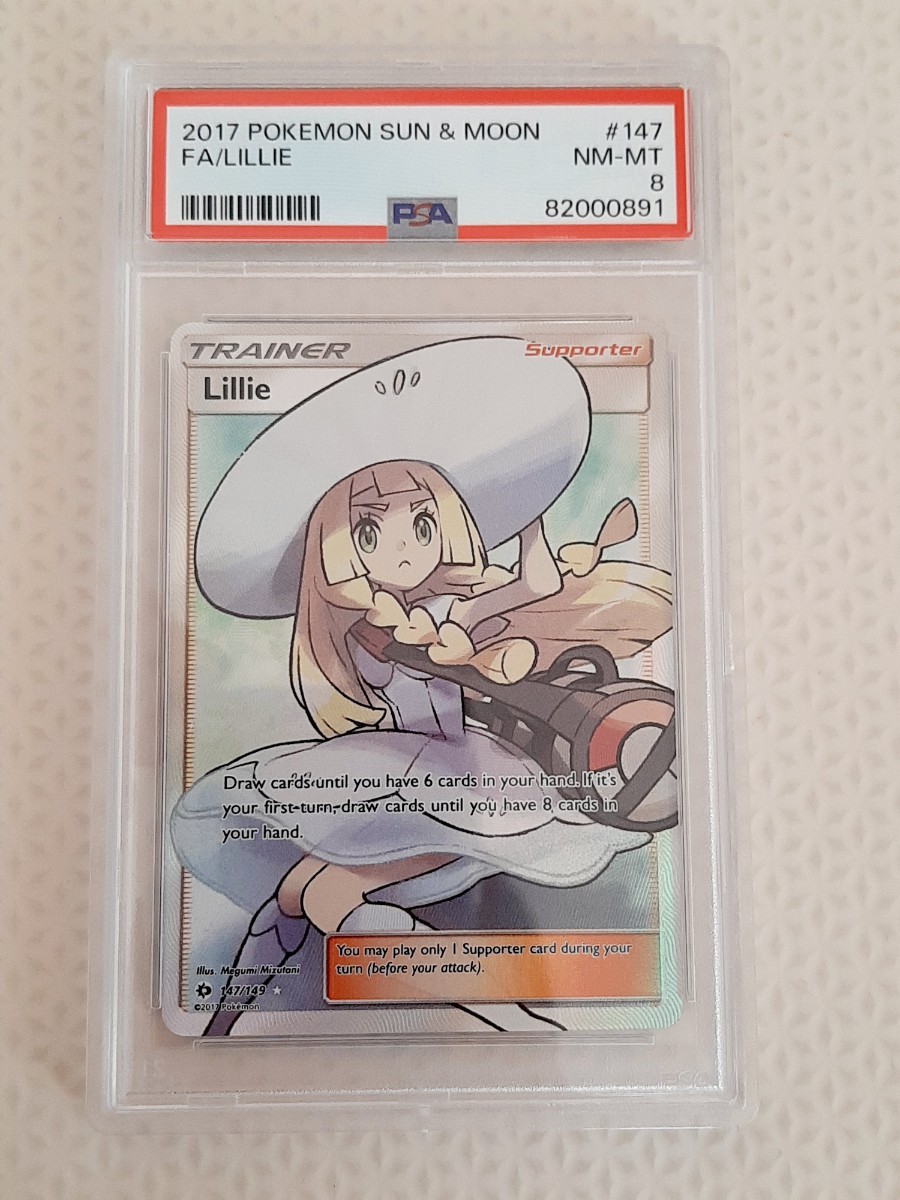 2017 POKEMON SUN & MOON #147
FA/LILLIE NM-MT
8
PSA 82000891
TRAINER Supporter
Lillie
Draw cards until you have 6 cards in your hand. If it's
your first turn, draw cards until you have 8 cards in
your hand.
You may play only 1 Supporter card during your
turn (before your attack).
Illus. Megumi Mizutani
147/149
©2017 Pokémon